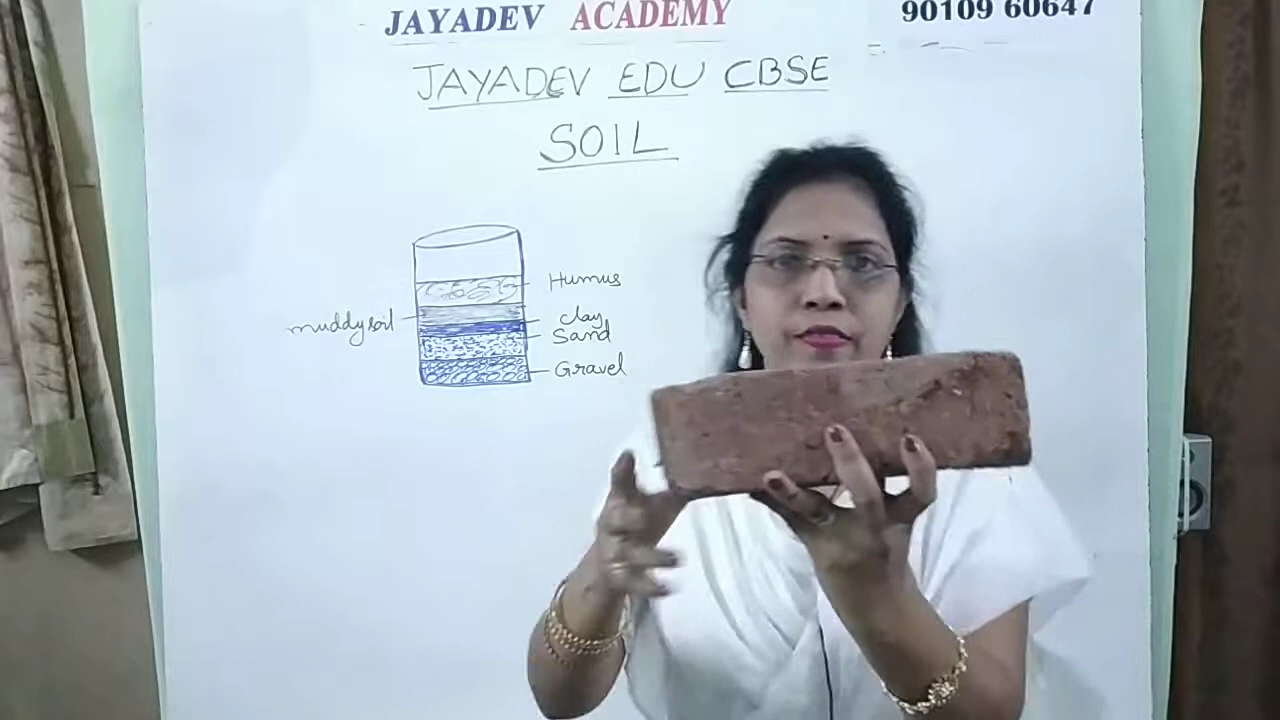 JAYADEV ACADEMY
90109 60647
JAYADEV EDU CBSE
SOIL
Humus
muddy soil
clay
Sand
Gravel